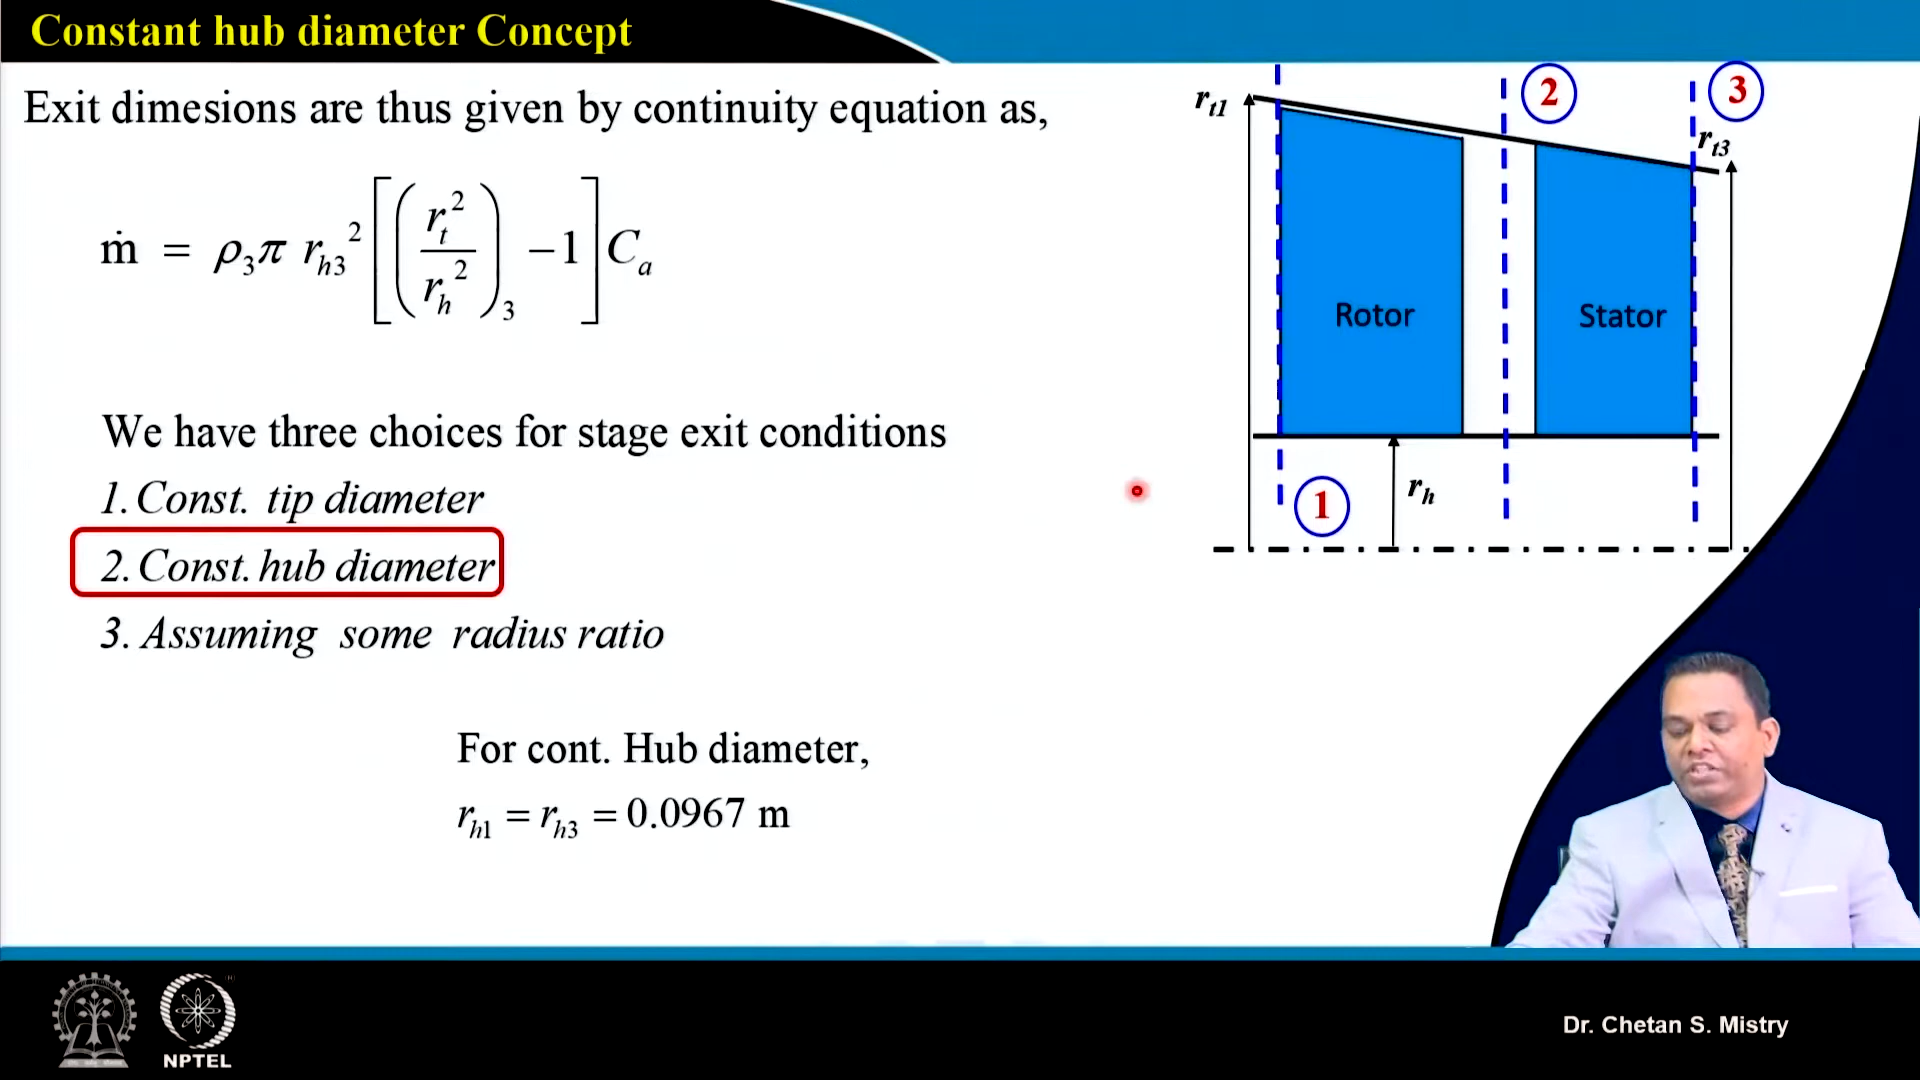 Constant hub diameter Concept
Exit dimesions are thus given by continuity equation as,
ṁ = ρ₃π r_h3² [(r_t²/r_h²)₃ −1] C_a
We have three choices for stage exit conditions
1. Const. tip diameter
2. Const. hub diameter
3. Assuming some radius ratio
For cont. Hub diameter,
r_h1 = r_h3 = 0.0967 m
r_t1
2
3
r_t3
Rotor
Stator
1
r_h
NPTEL
Dr. Chetan S. Mistry